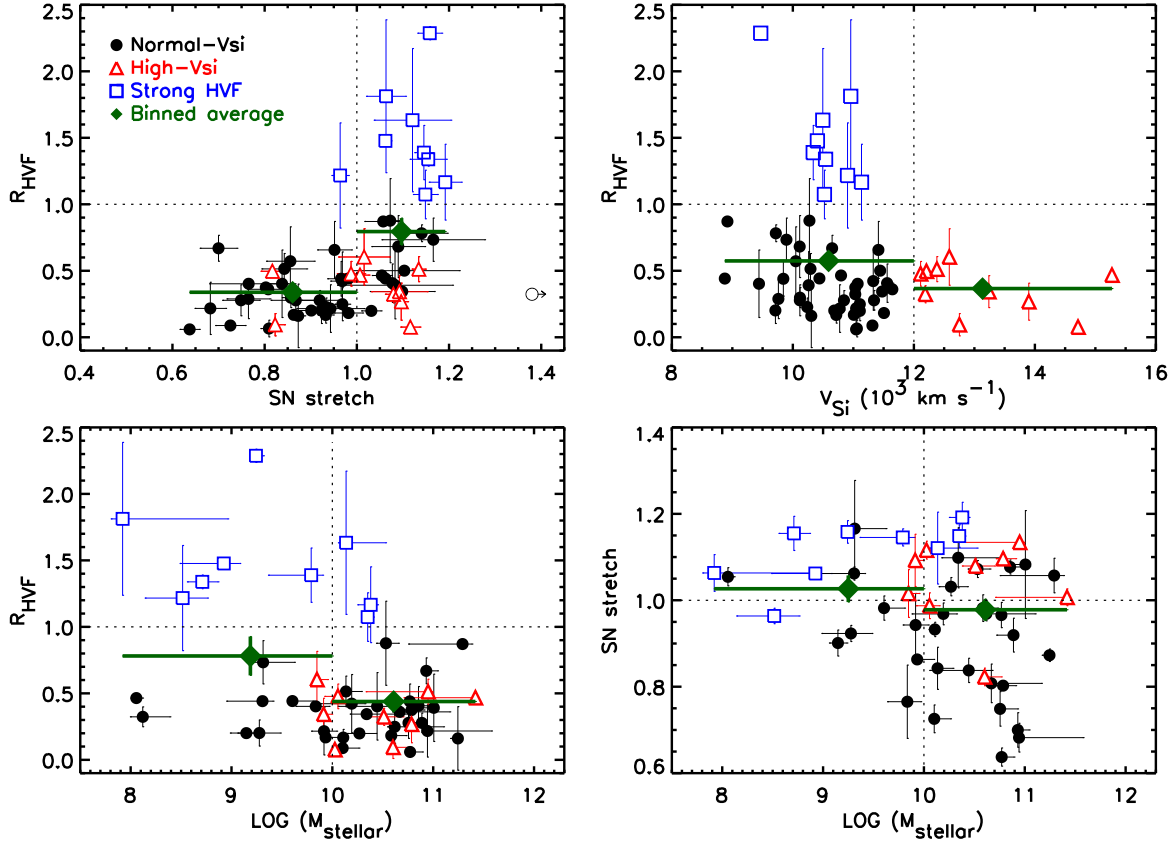 2.5
2.0
1.5
1.0
0.5
0.0
R_HVF
Normal-Vsi
High-Vsi
Strong HVF
Binned average
0.4 0.6 0.8 1.0 1.2 1.4
SN stretch
2.5
2.0
1.5
1.0
0.5
0.0
R_HVF
8 10 12 14 16
V_Si (10^3 km s^-1)
2.5
2.0
1.5
1.0
0.5
0.0
R_HVF
8 9 10 11 12
LOG (M_stellar)
1.4
1.2
1.0
0.8
0.6
SN stretch
8 9 10 11 12
LOG (M_stellar)